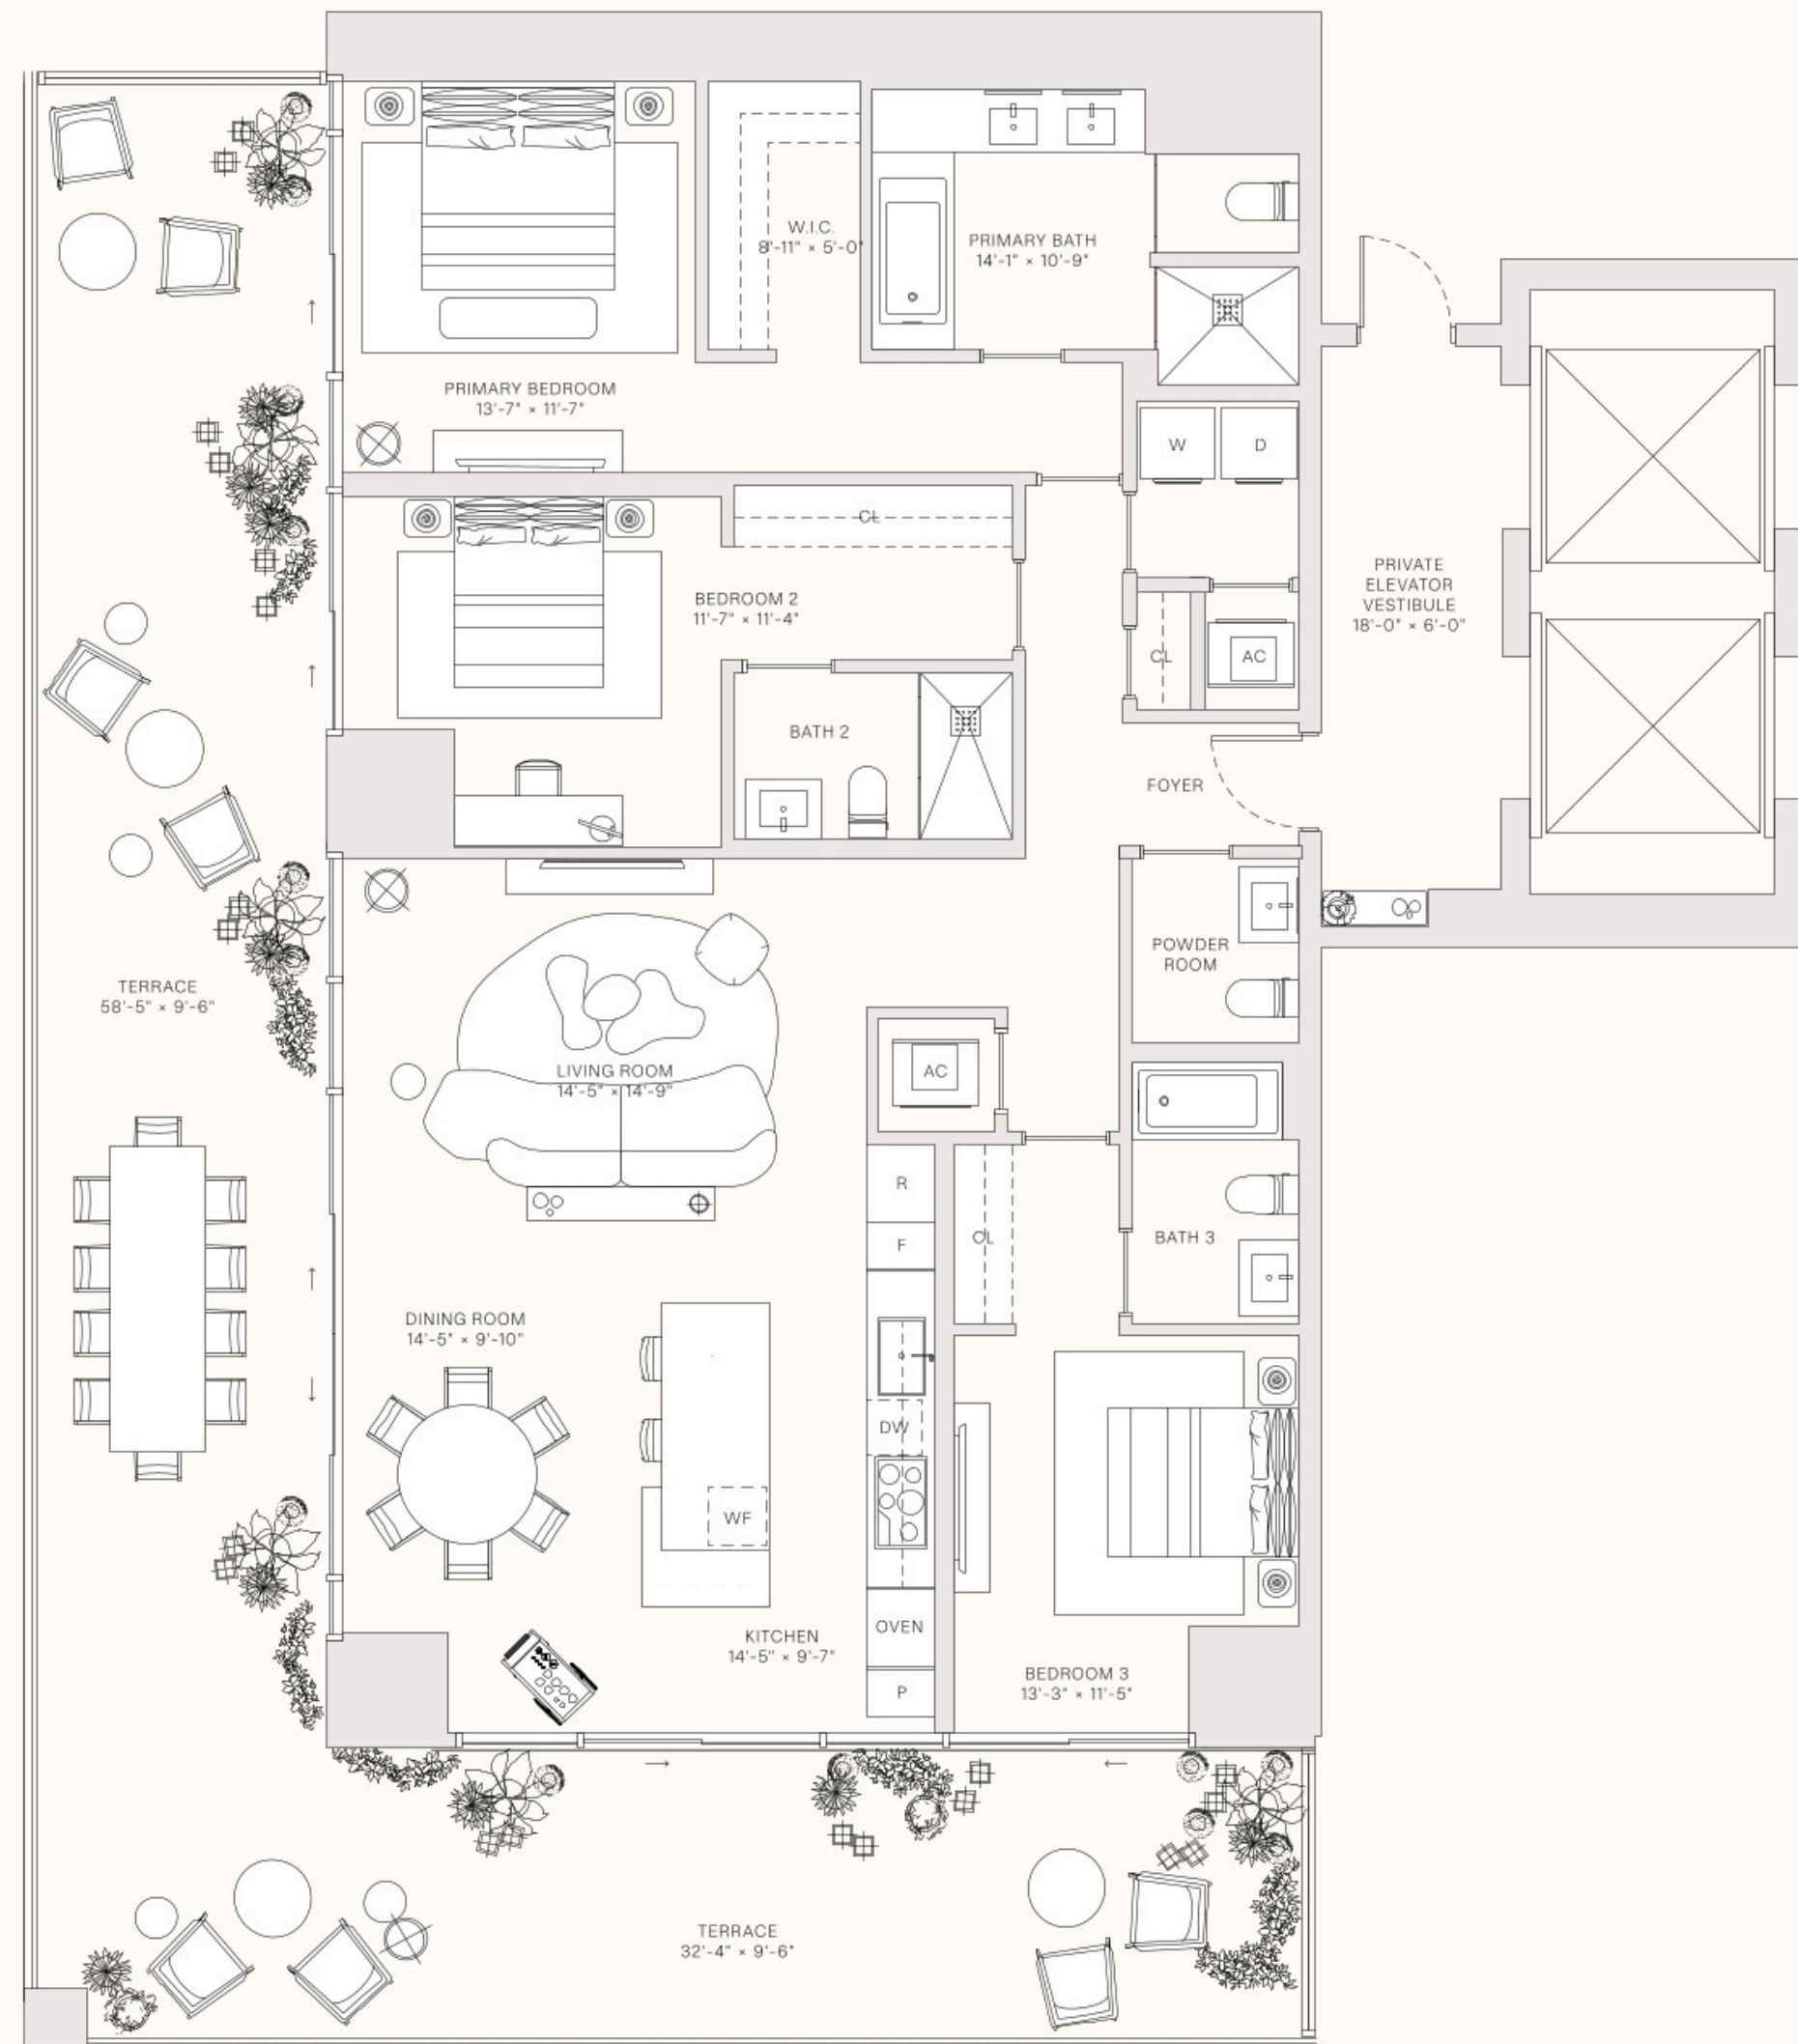 W.I.C.
8'-11" × 5'-0"
PRIMARY BATH
14'-1" × 10'-9"
PRIMARY BEDROOM
13'-7" × 11'-7"
W
D
CL
BEDROOM 2
11'-7" × 11'-4"
PRIVATE
ELEVATOR
VESTIBULE
18'-0" × 6'-0"
CL
AC
BATH 2
FOYER
POWDER
ROOM
TERRACE
58'-5" × 9'-6"
LIVING ROOM
14'-5" × 14'-9"
AC
R
F
CL
BATH 3
DINING ROOM
14'-5" × 9'-10"
DW
WF
OVEN
KITCHEN
14'-5" × 9'-7"
P
BEDROOM 3
13'-3" × 11'-5"
TERRACE
32'-4" × 9'-6"